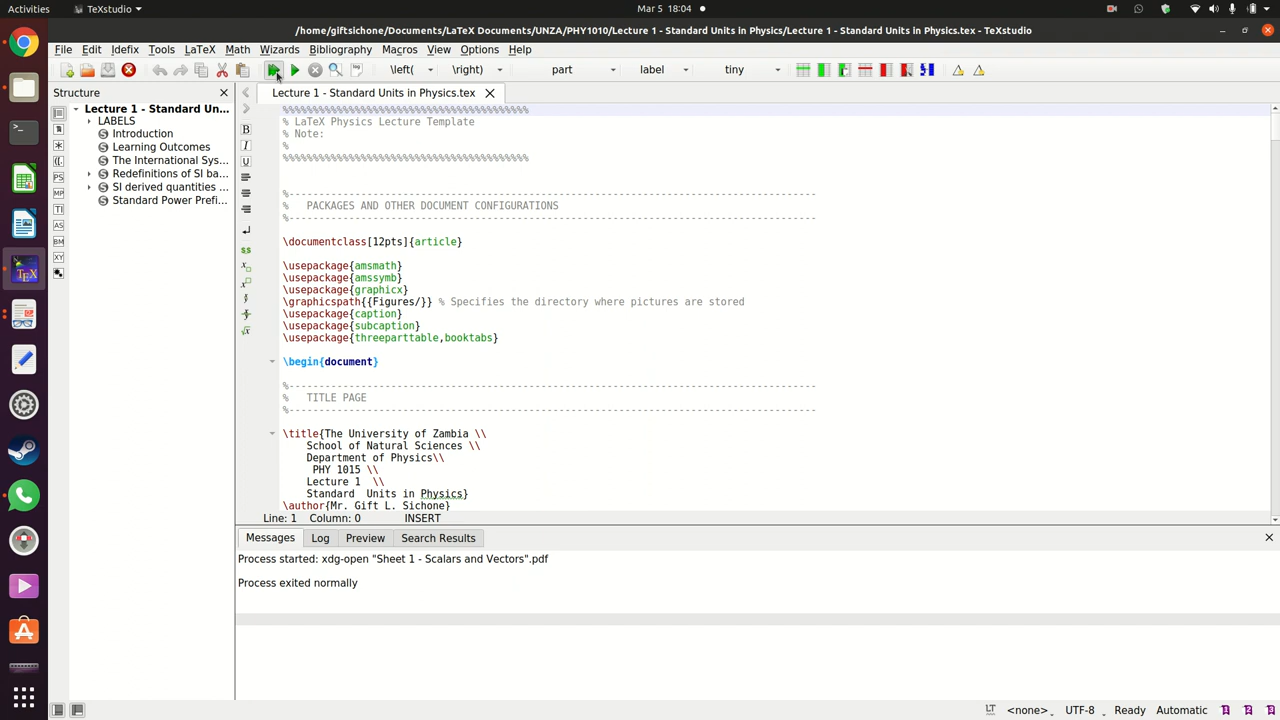 Activities
TeXstudio
Mar 5 18:04
/home/giftsichone/Documents/LaTeX Documents/UNZA/PHY1010/Lecture 1 - Standard Units in Physics/Lecture 1 - Standard Units in Physics.tex - TeXstudio
File Edit Idefix Tools LaTeX Math Wizards Bibliography Macros View Options Help
\left( \right) part label tiny
Structure
Lecture 1 - Standard Units in Physics.tex
Lecture 1 - Standard Un...
LABELS
Introduction
Learning Outcomes
The International Sys...
Redefinitions of SI ba...
SI derived quantities ...
Standard Power Prefi...
%%%%%%%%%%%%%%%%%%%%%%%%%%%%%%%%%%%%%%%%%
% LaTeX Physics Lecture Template
% Note:
%
%%%%%%%%%%%%%%%%%%%%%%%%%%%%%%%%%%%%%%%%%
%----------------------------------------------------------------------------------------
%   PACKAGES AND OTHER DOCUMENT CONFIGURATIONS
%----------------------------------------------------------------------------------------
\documentclass[12pts]{article}
\usepackage{amsmath}
\usepackage{amssymb}
\usepackage{graphicx}
\graphicspath{{Figures/}} % Specifies the directory where pictures are stored
\usepackage{caption}
\usepackage{subcaption}
\usepackage{threeparttable,booktabs}
\begin{document}
%----------------------------------------------------------------------------------------
%   TITLE PAGE
%----------------------------------------------------------------------------------------
\title{The University of Zambia \\
School of Natural Sciences \\
Department of Physics\\
PHY 1015 \\
Lecture 1  \\
Standard  Units in Physics}
\author{Mr. Gift L. Sichone}
Line: 1 Column: 0 INSERT
Messages Log Preview Search Results
Process started: xdg-open "Sheet 1 - Scalars and Vectors".pdf
Process exited normally
LT <none> UTF-8 Ready Automatic